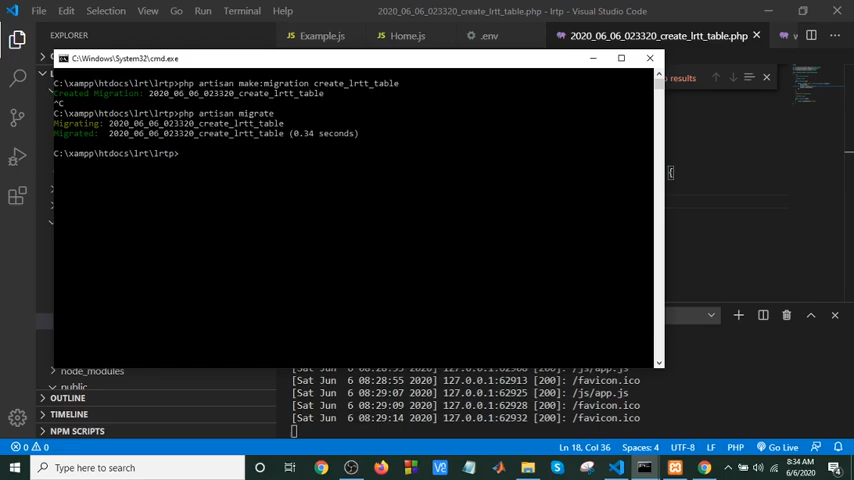 File Edit Selection View Go Run Terminal Help
2020_06_06_023320_create_lrtt_table.php - lrtp - Visual Studio Code
EXPLORER
JS Example.js
JS Home.js
.env
2020_06_06_023320_create_lrtt_table.php
C:\Windows\System32\cmd.exe
results
C:\xampp\htdocs\lrt\lrtp>php artisan make:migration create_lrtt_table
Created Migration: 2020_06_06_023320_create_lrtt_table
^C
C:\xampp\htdocs\lrt\lrtp>php artisan migrate
Migrating: 2020_06_06_023320_create_lrtt_table
Migrated:  2020_06_06_023320_create_lrtt_table (0.34 seconds)
C:\xampp\htdocs\lrt\lrtp>
{
node_modules
public
OUTLINE
TIMELINE
NPM SCRIPTS
[Sat Jun  6 08:28:55 2020] 127.0.0.1:62913 [200]: /favicon.ico
[Sat Jun  6 08:29:07 2020] 127.0.0.1:62925 [200]: /js/app.js
[Sat Jun  6 08:29:09 2020] 127.0.0.1:62928 [200]: /favicon.ico
[Sat Jun  6 08:29:14 2020] 127.0.0.1:62932 [200]: /favicon.ico
0 0
Ln 18, Col 36 Spaces: 4 UTF-8 LF PHP Go Live
Type here to search
8:34 AM
6/6/2020
4